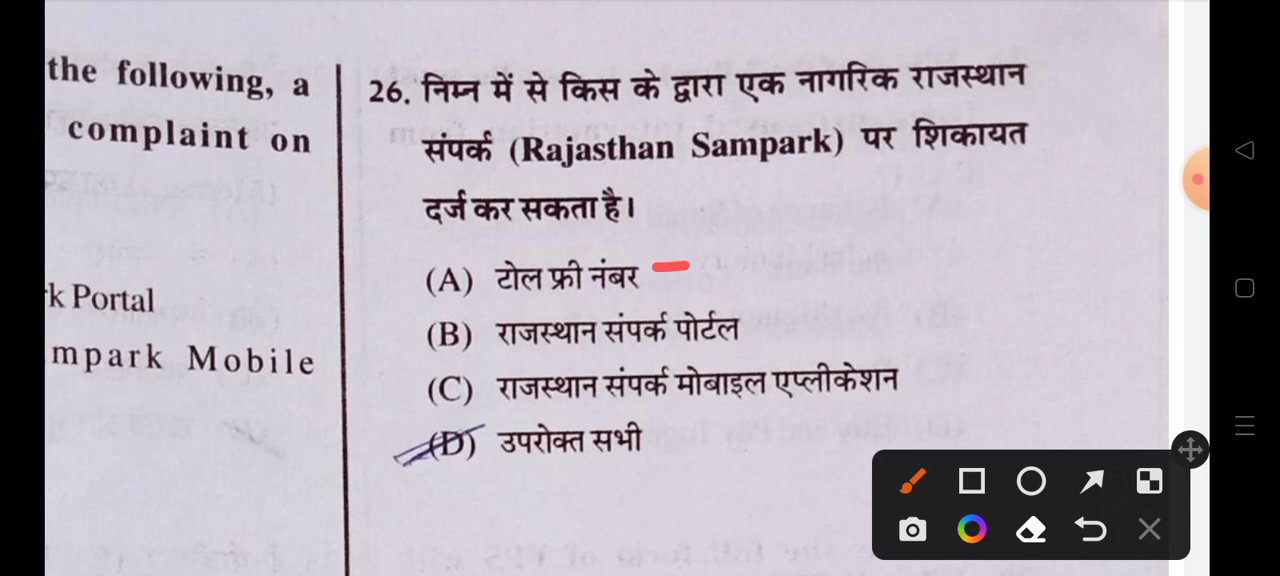 the following, a
complaint on
k Portal
mpark Mobile
26. निम्न में से किस के द्वारा एक नागरिक राजस्थान
संपर्क (Rajasthan Sampark) पर शिकायत
दर्ज कर सकता है।
(A) टोल फ्री नंबर
(B) राजस्थान संपर्क पोर्टल
(C) राजस्थान संपर्क मोबाइल एप्लीकेशन
(D) उपरोक्त सभी